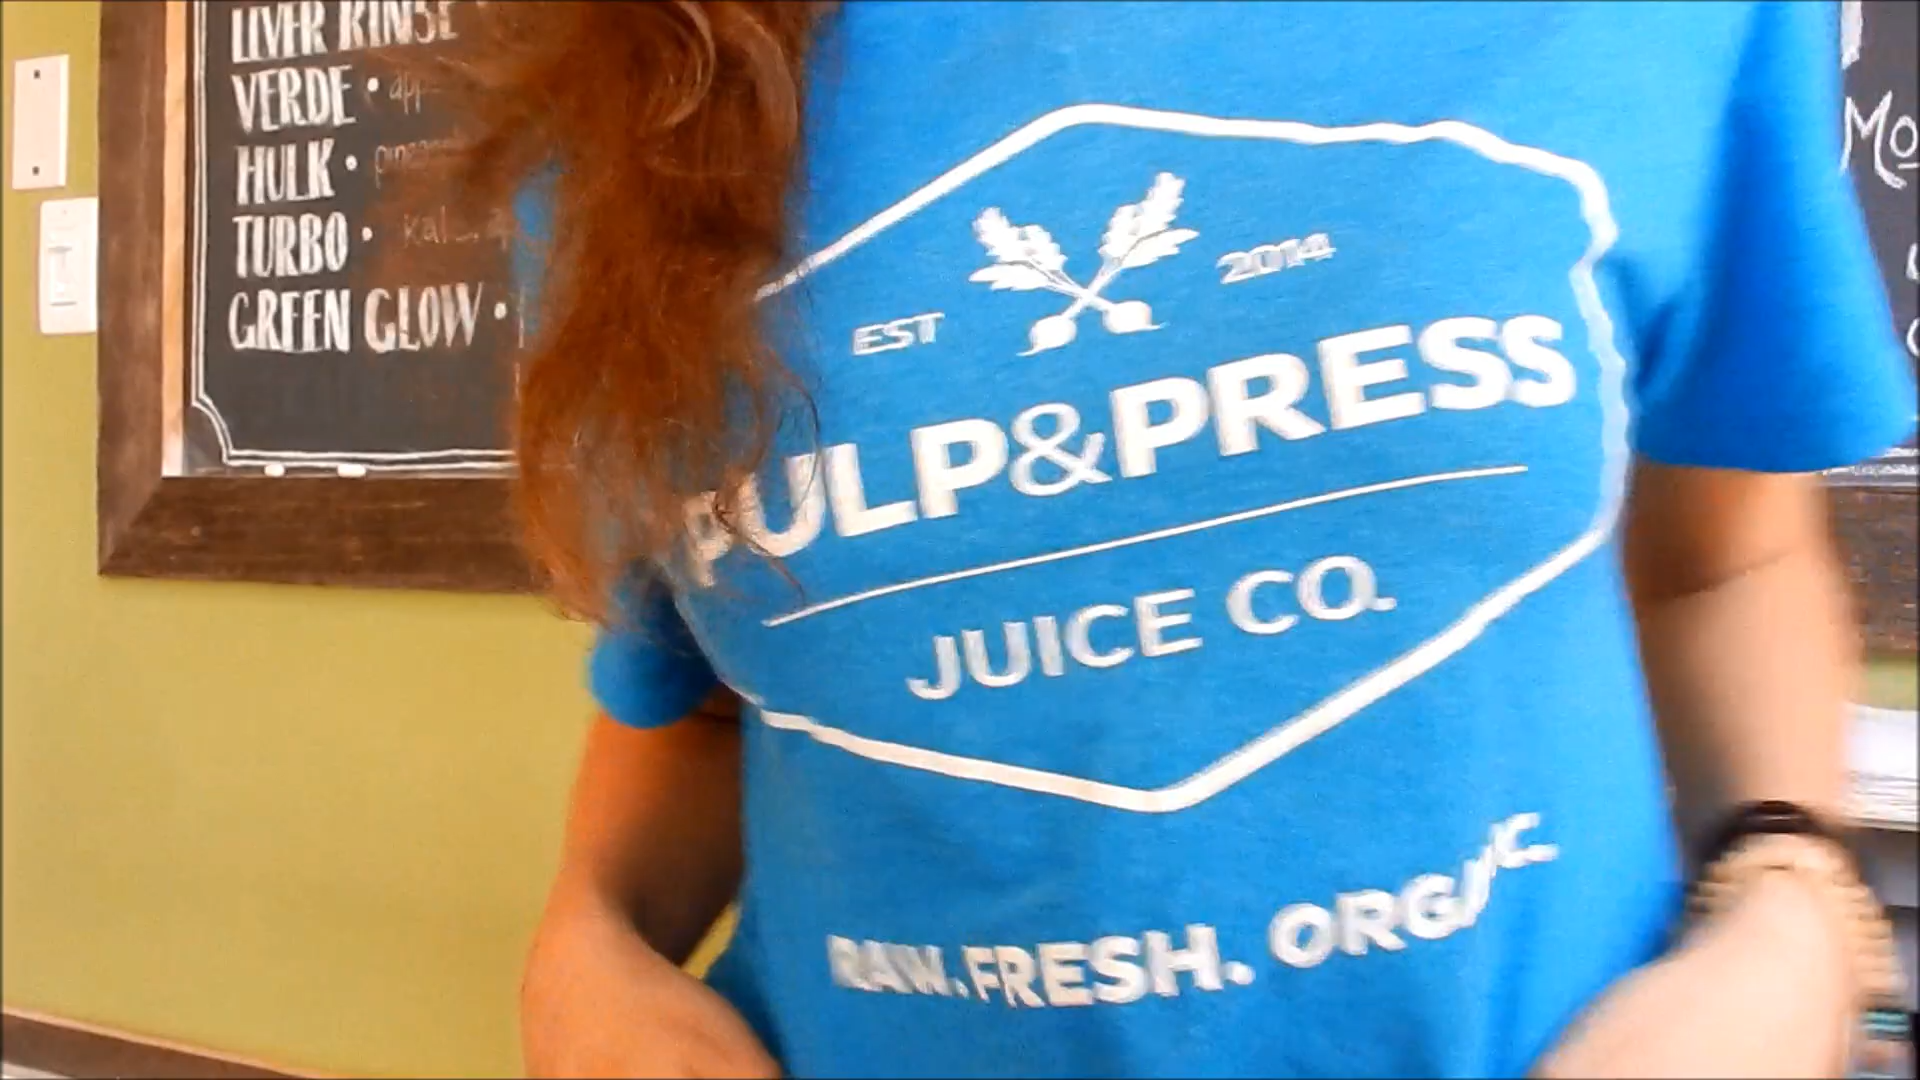 LIVER RINSE
VERDE •
HULK •
TURBO •
GREEN GLOW •
EST
2014
PULP&PRESS
JUICE CO.
RAW. FRESH. ORGANIC.